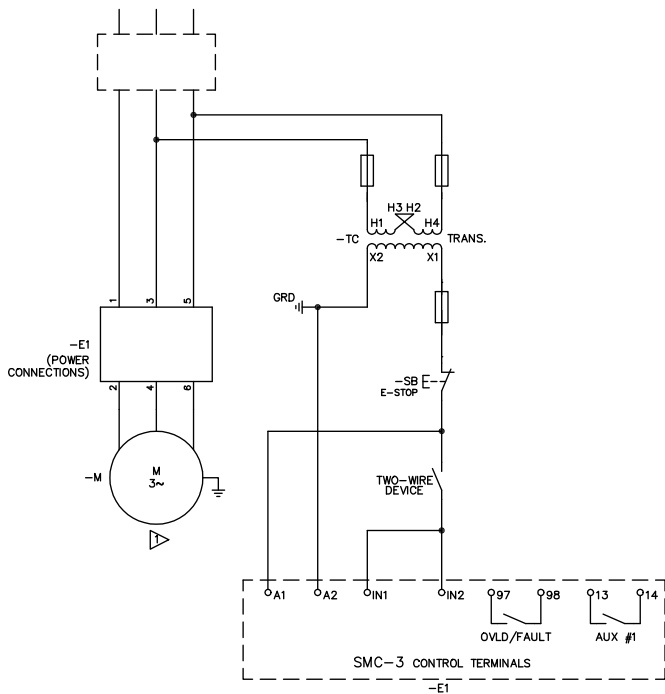 H3 H2
H1
H4
-TC
TRANS.
X2
X1
GRD
1
3
5
-E1
(POWER
CONNECTIONS)
2
4
6
-SB
E-STOP
-M
M
3~
1
TWO-WIRE
DEVICE
A1
A2
IN1
IN2
97
98
13
14
OVLD/FAULT
AUX #1
SMC-3 CONTROL TERMINALS
-E1